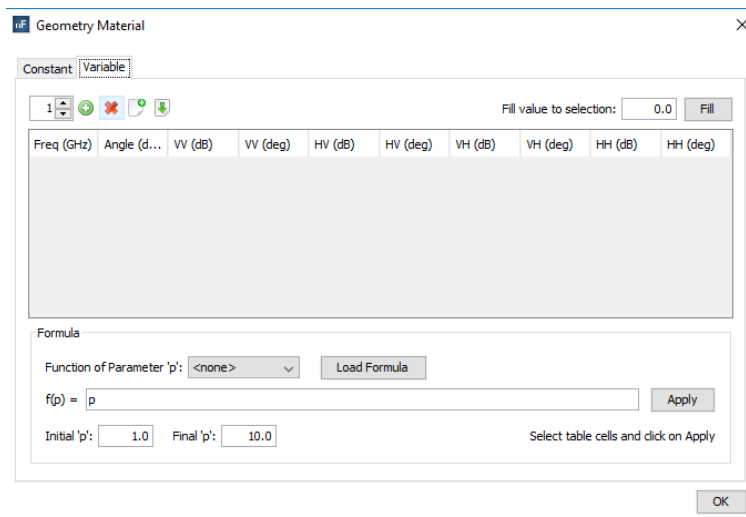 nF Geometry Material
Constant Variable
1 Fill value to selection: 0.0 Fill
Freq (GHz) Angle (d... VV (dB) VV (deg) HV (dB) HV (deg) VH (dB) VH (deg) HH (dB) HH (deg)
Formula
Function of Parameter 'p': <none> Load Formula
f(p) = p Apply
Initial 'p': 1.0 Final 'p': 10.0 Select table cells and click on Apply
OK